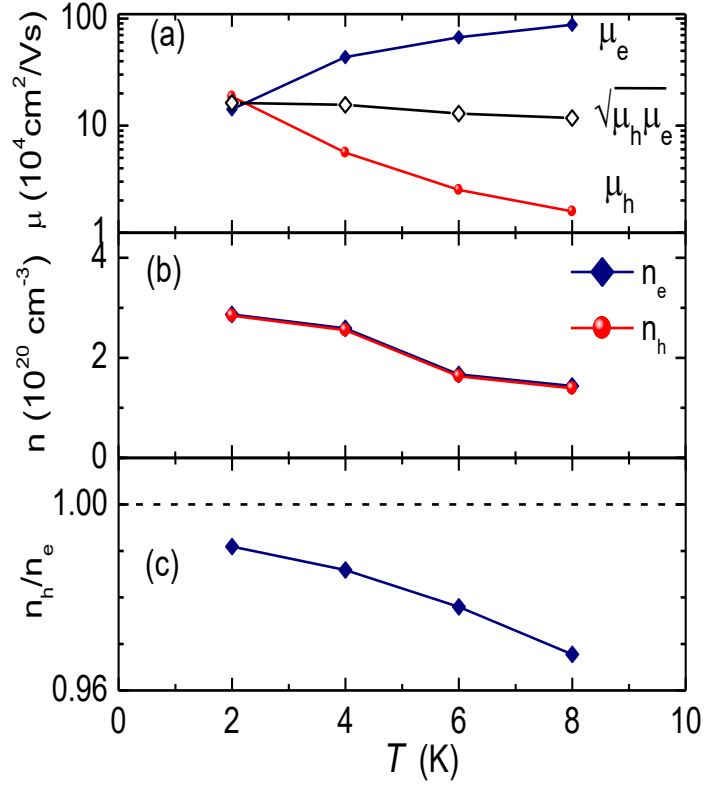 (a)
100
10
1
μ (10⁴cm²/Vs)
μₑ
√μₕμₑ
μₕ
(b)
4
2
0
n (10²⁰ cm⁻³)
nₑ
nₕ
(c)
1.00
0.96
nₕ/nₑ
0 2 4 6 8 10
T (K)